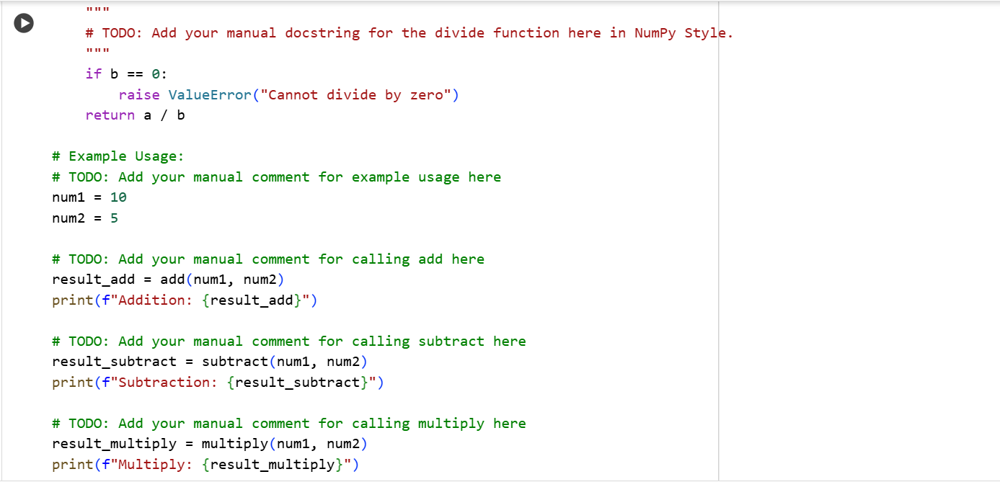 """
# TODO: Add your manual docstring for the divide function here in NumPy Style.
"""
if b == 0:
    raise ValueError("Cannot divide by zero")
return a / b
# Example Usage:
# TODO: Add your manual comment for example usage here
num1 = 10
num2 = 5
# TODO: Add your manual comment for calling add here
result_add = add(num1, num2)
print(f"Addition: {result_add}")
# TODO: Add your manual comment for calling subtract here
result_subtract = subtract(num1, num2)
print(f"Subtraction: {result_subtract}")
# TODO: Add your manual comment for calling multiply here
result_multiply = multiply(num1, num2)
print(f"Multiply: {result_multiply}")